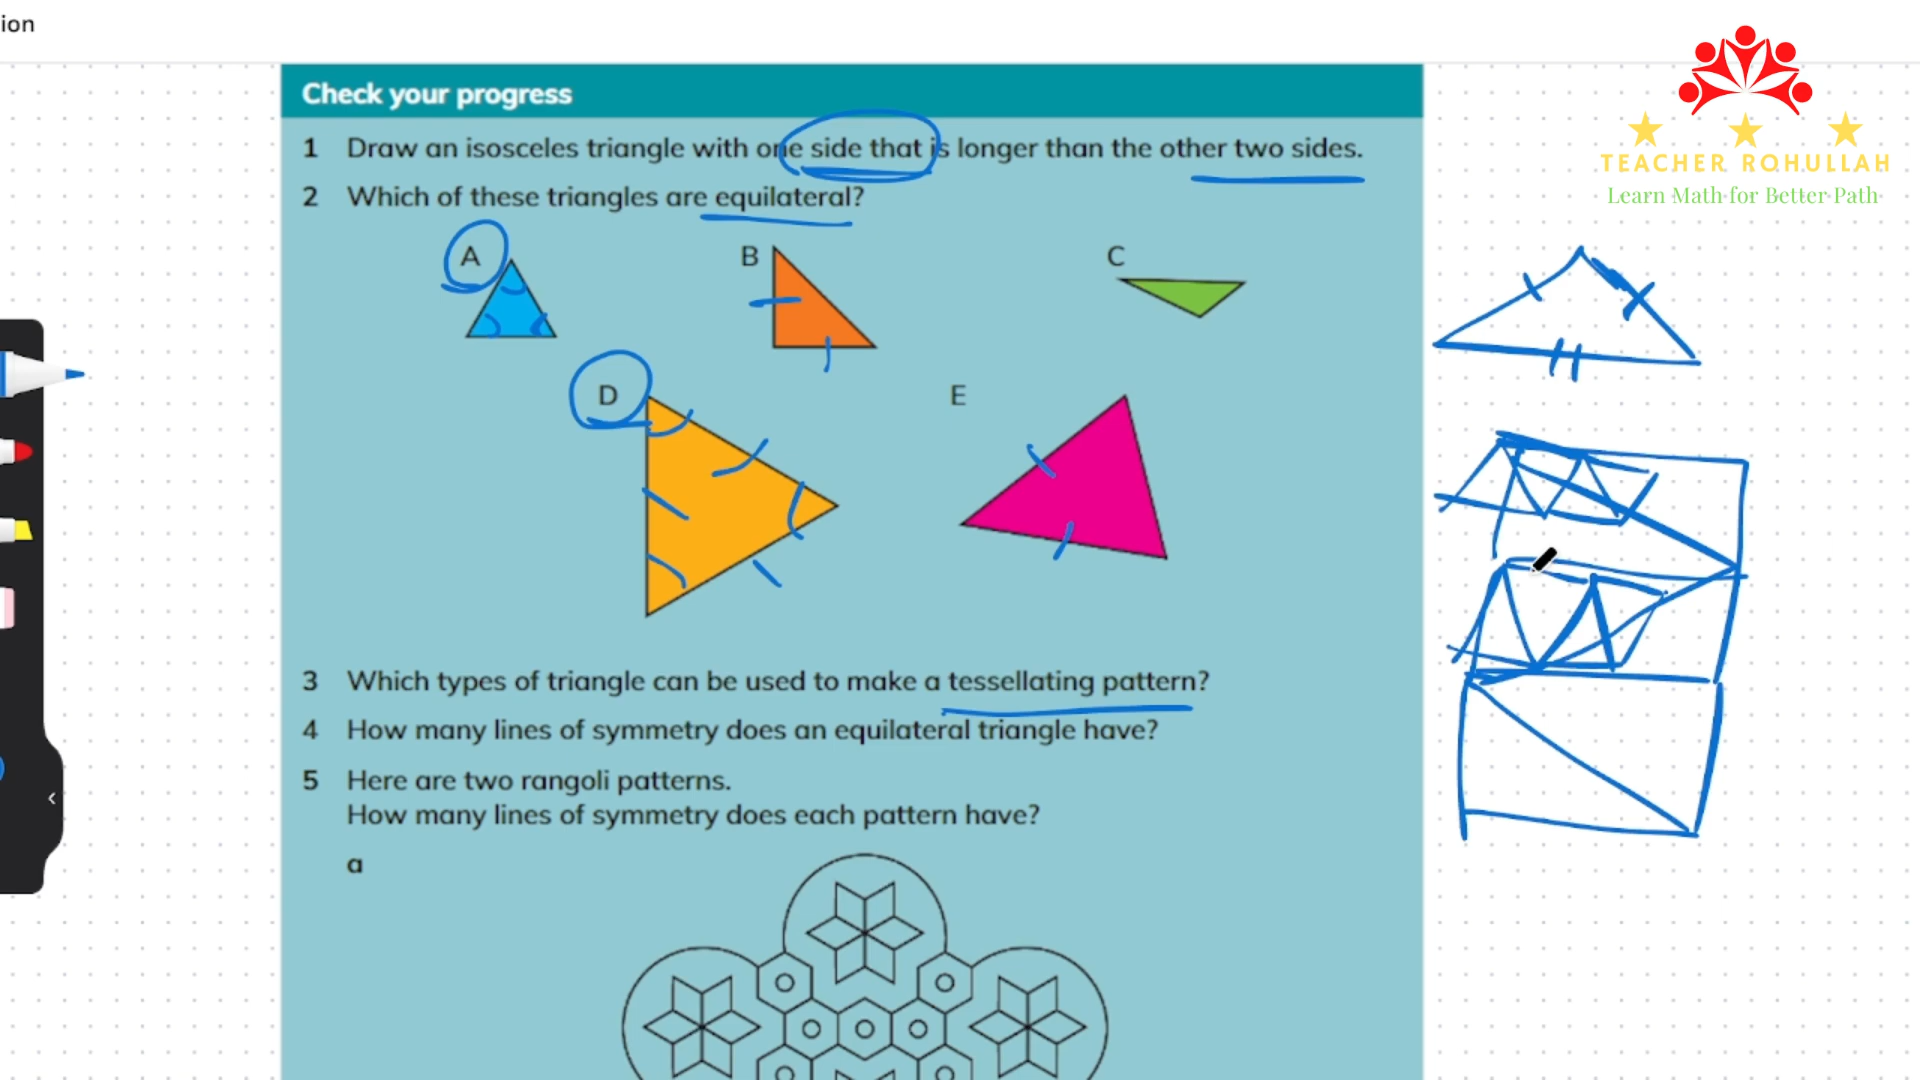 ion
Check your progress
1 Draw an isosceles triangle with one side that is longer than the other two sides.
2 Which of these triangles are equilateral?
A
B
C
D
E
3 Which types of triangle can be used to make a tessellating pattern?
4 How many lines of symmetry does an equilateral triangle have?
5 Here are two rangoli patterns.
How many lines of symmetry does each pattern have?
a
TEACHER ROHULLAH
Learn Math for Better Path